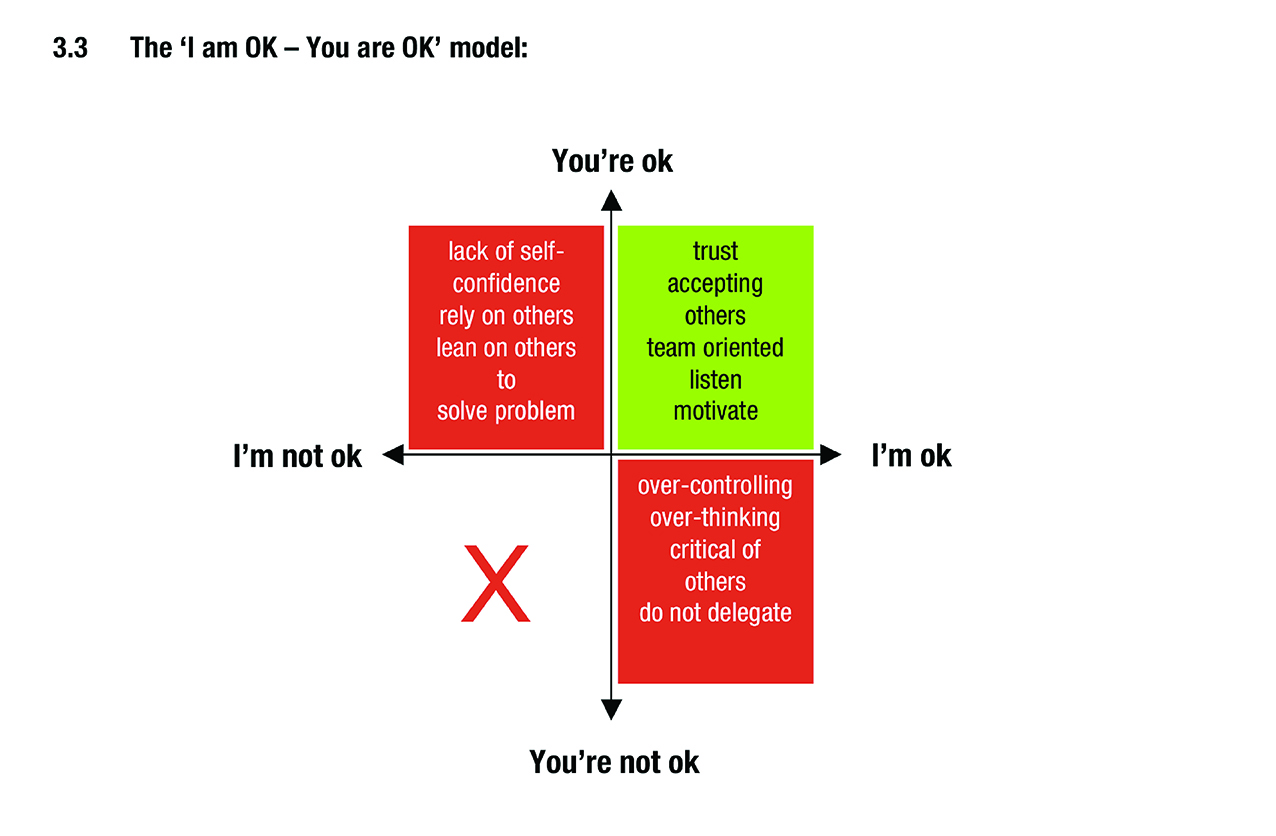 3.3 The ‘I am OK – You are OK’ model:
You’re ok
lack of self-
confidence
rely on others
lean on others
to
solve problem
trust
accepting
others
team oriented
listen
motivate
I’m not ok
I’m ok
over-controlling
over-thinking
critical of
others
do not delegate
X
You’re not ok